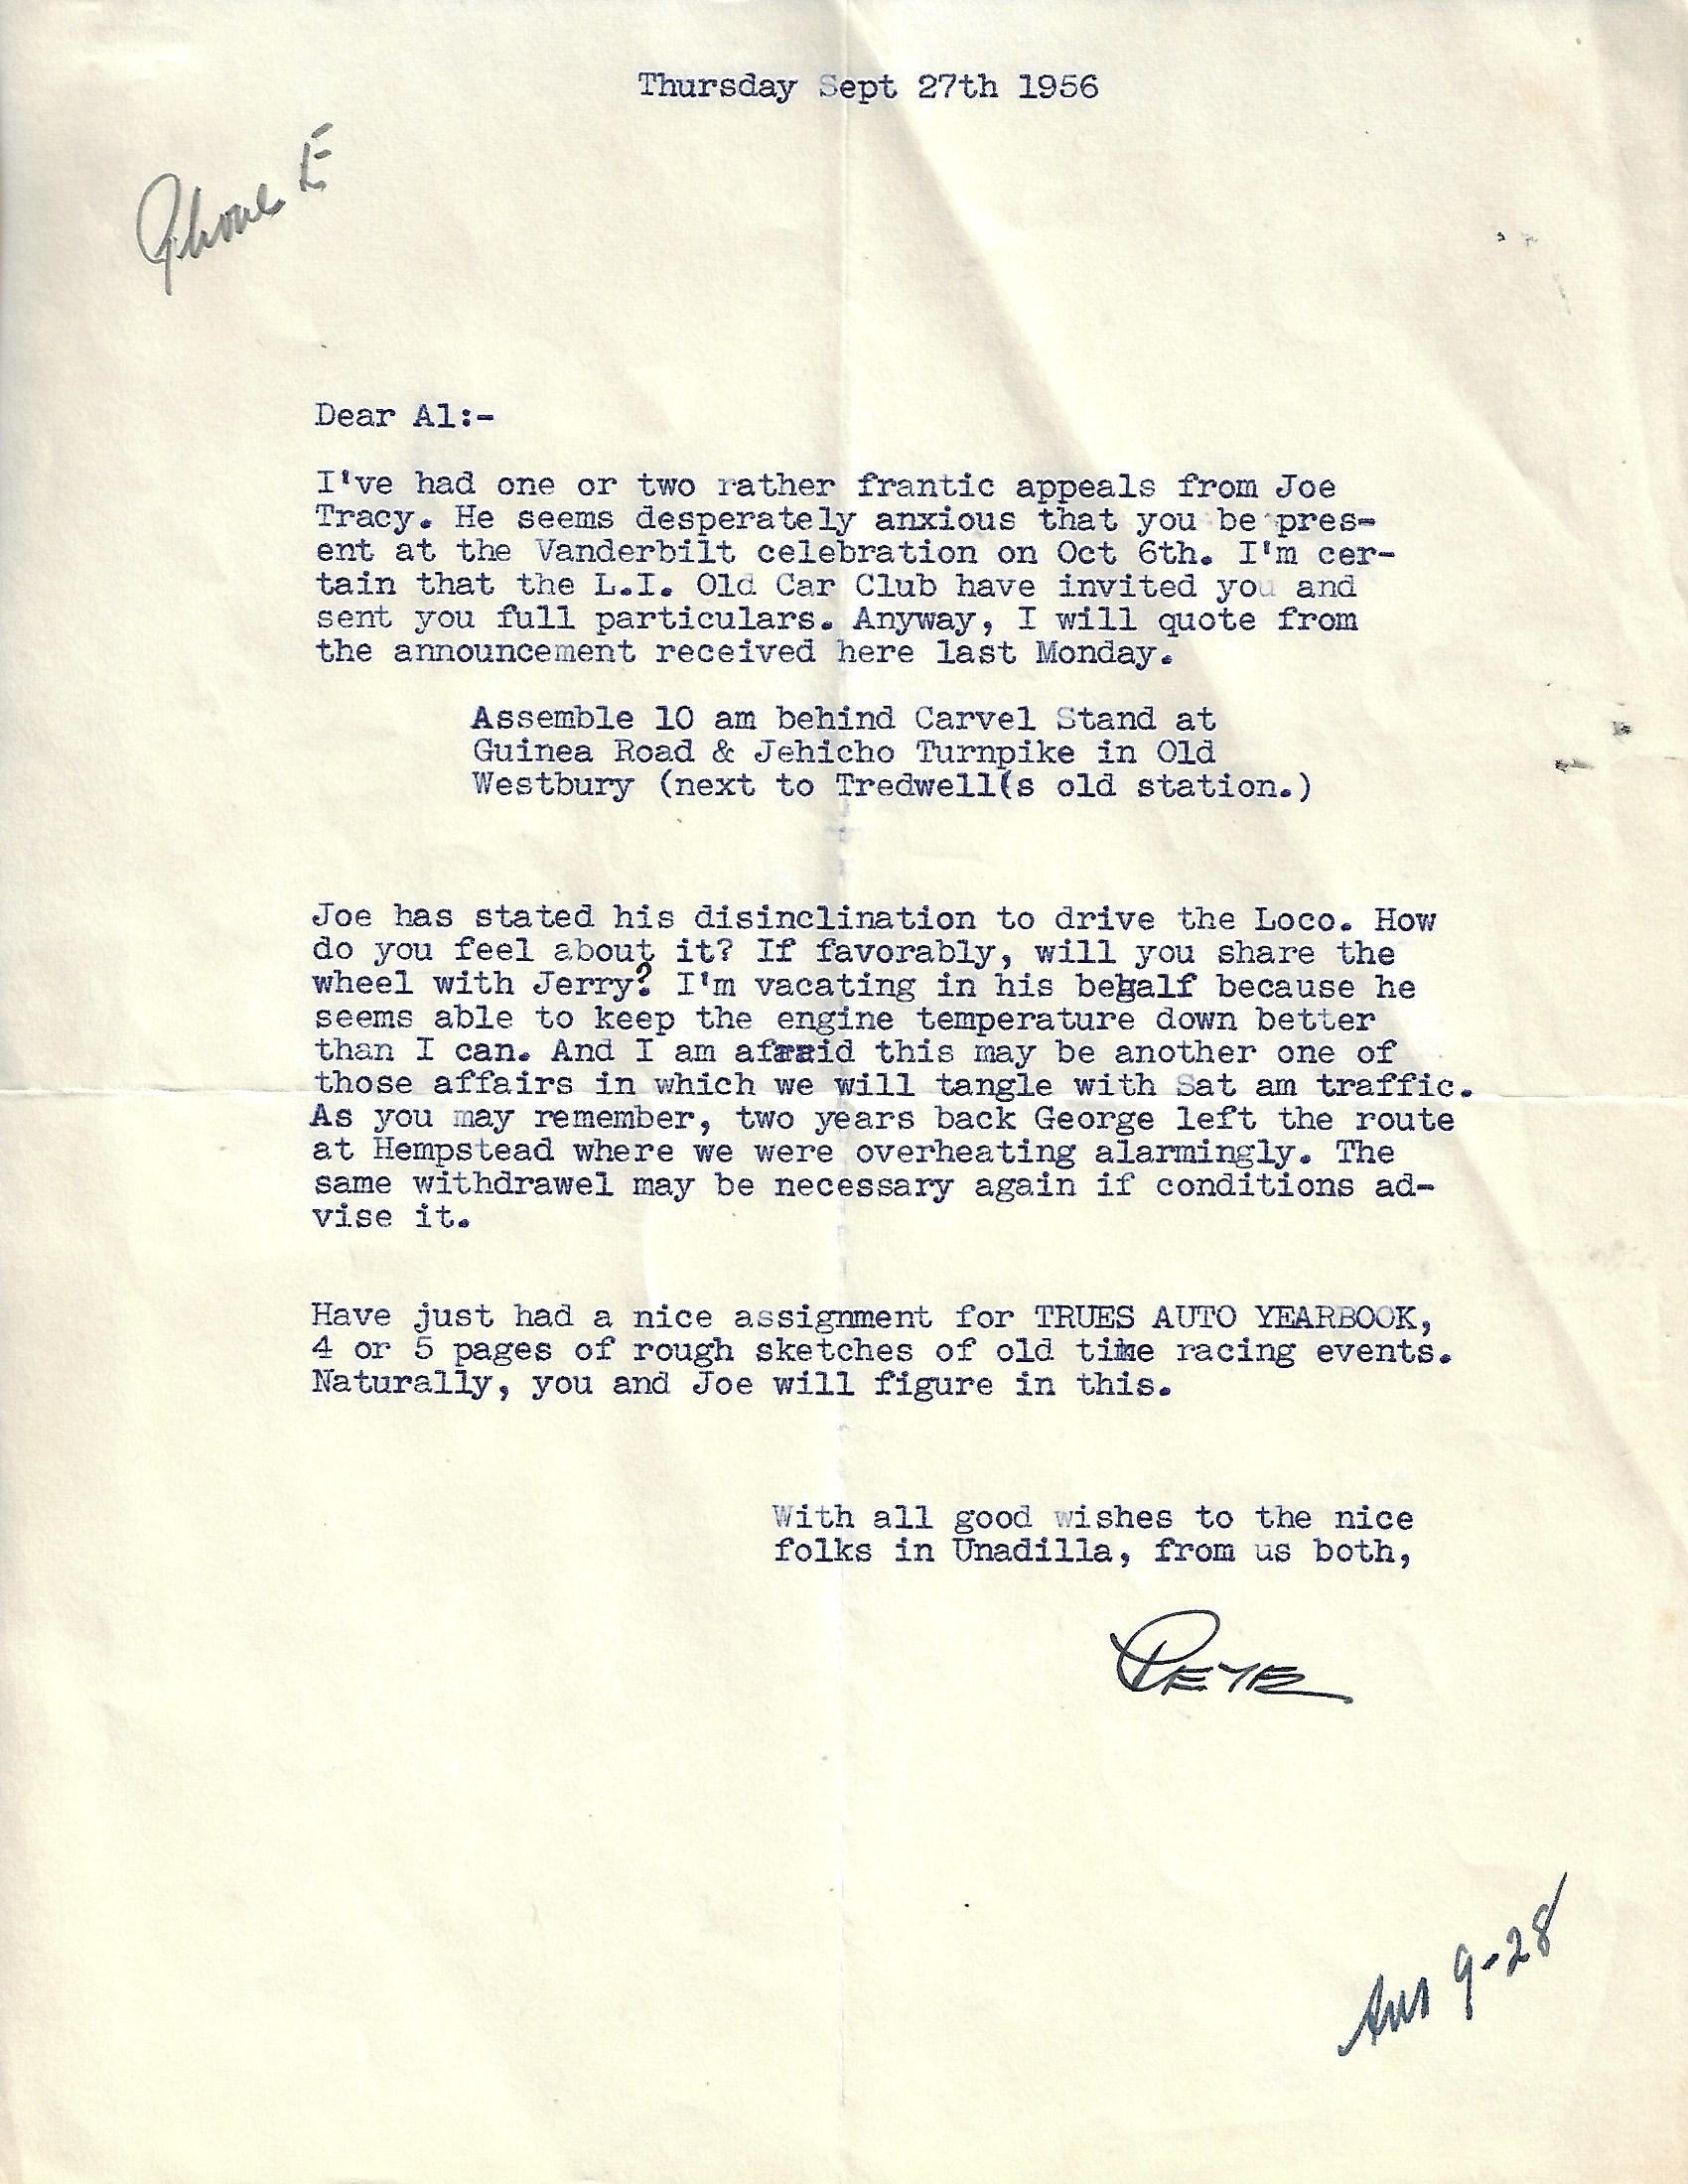 Thursday Sept 27th 1956
Phone E
Dear Al:-
I've had one or two rather frantic appeals from Joe
Tracy. He seems desperately anxious that you be pres-
ent at the Vanderbilt celebration on Oct 6th. I'm cer-
tain that the L.I. Old Car Club have invited you and
sent you full particulars. Anyway, I will quote from
the announcement received here last Monday.
Assemble 10 am behind Carvel Stand at
Guinea Road & Jehicho Turnpike in Old
Westbury (next to Tredwell(s old station.)
Joe has stated his disinclination to drive the Loco. How
do you feel about it? If favorably, will you share the
wheel with Jerry? I'm vacating in his behalf because he
seems able to keep the engine temperature down better
than I can. And I am afraid this may be another one of
those affairs in which we will tangle with Sat am traffic.
As you may remember, two years back George left the route
at Hempstead where we were overheating alarmingly. The
same withdrawel may be necessary again if conditions ad-
vise it.
Have just had a nice assignment for TRUES AUTO YEARBOOK,
4 or 5 pages of rough sketches of old time racing events.
Naturally, you and Joe will figure in this.
With all good wishes to the nice
folks in Unadilla, from us both,
PETER
Ans 9-28